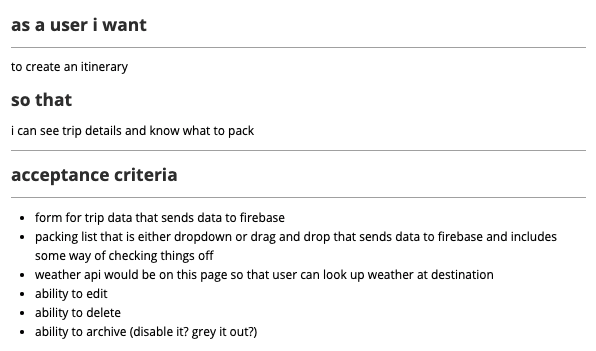 as a user i want
to create an itinerary
so that
i can see trip details and know what to pack
acceptance criteria
• form for trip data that sends data to firebase
• packing list that is either dropdown or drag and drop that sends data to firebase and includes
some way of checking things off
• weather api would be on this page so that user can look up weather at destination
• ability to edit
• ability to delete
• ability to archive (disable it? grey it out?)